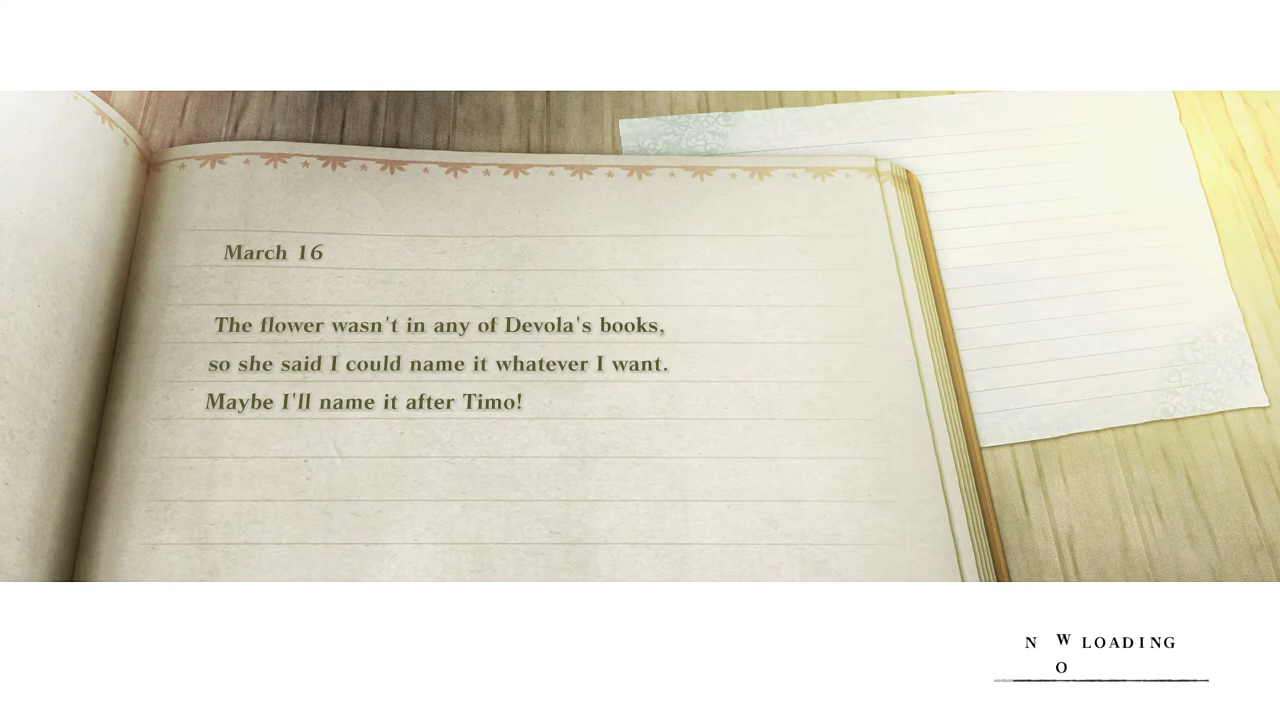 March 16
The flower wasn't in any of Devola's books,
so she said I could name it whatever I want.
Maybe I'll name it after Timo!
NOW LOADING